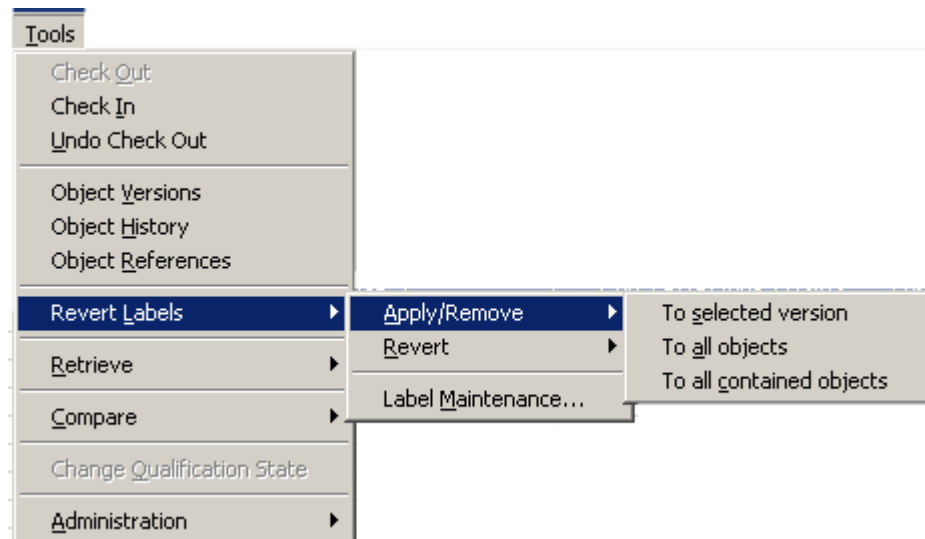 Tools
Check Out
Check In
Undo Check Out
Object Versions
Object History
Object References
Revert Labels
Apply/Remove
To selected version
To all objects
To all contained objects
Revert
Label Maintenance...
Retrieve
Compare
Change Qualification State
Administration